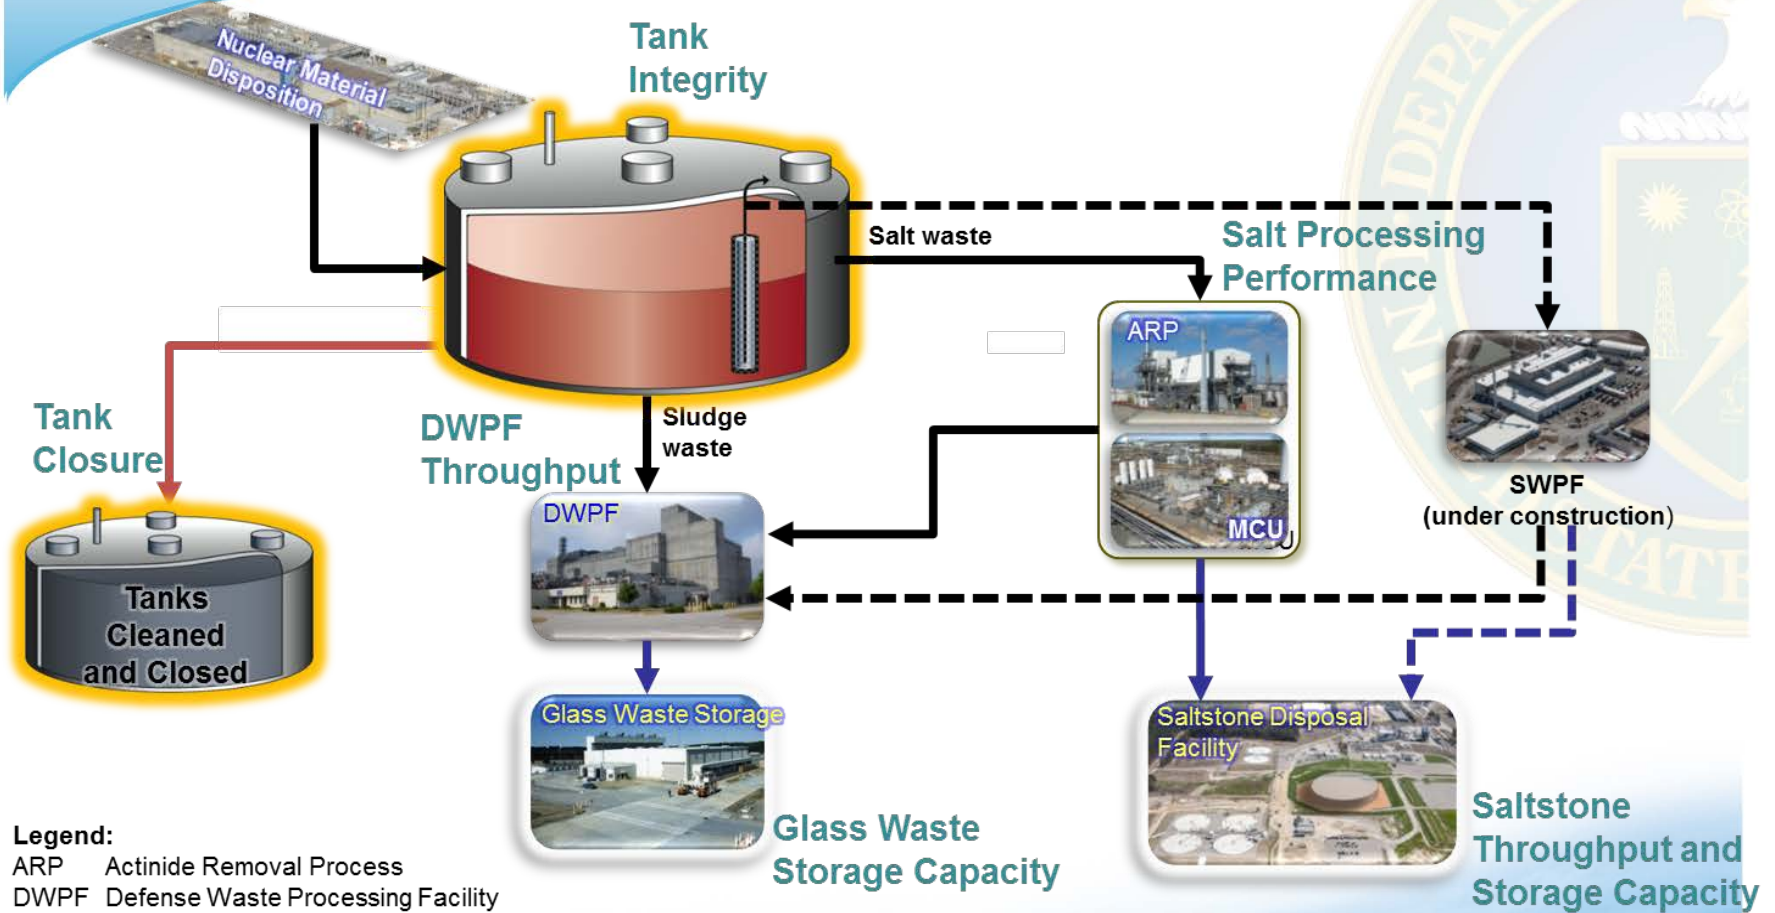 Nuclear Material
Disposition
Tank
Integrity
Salt waste
Salt Processing
Performance
ARP
MCU
SWPF
(under construction)
Sludge
waste
DWPF
Throughput
DWPF
Tank
Closure
Tanks
Cleaned
and Closed
Glass Waste Storage
Glass Waste
Storage Capacity
Saltstone Disposal
Facility
Saltstone
Throughput and
Storage Capacity
Legend:
ARP Actinide Removal Process
DWPF Defense Waste Processing Facility